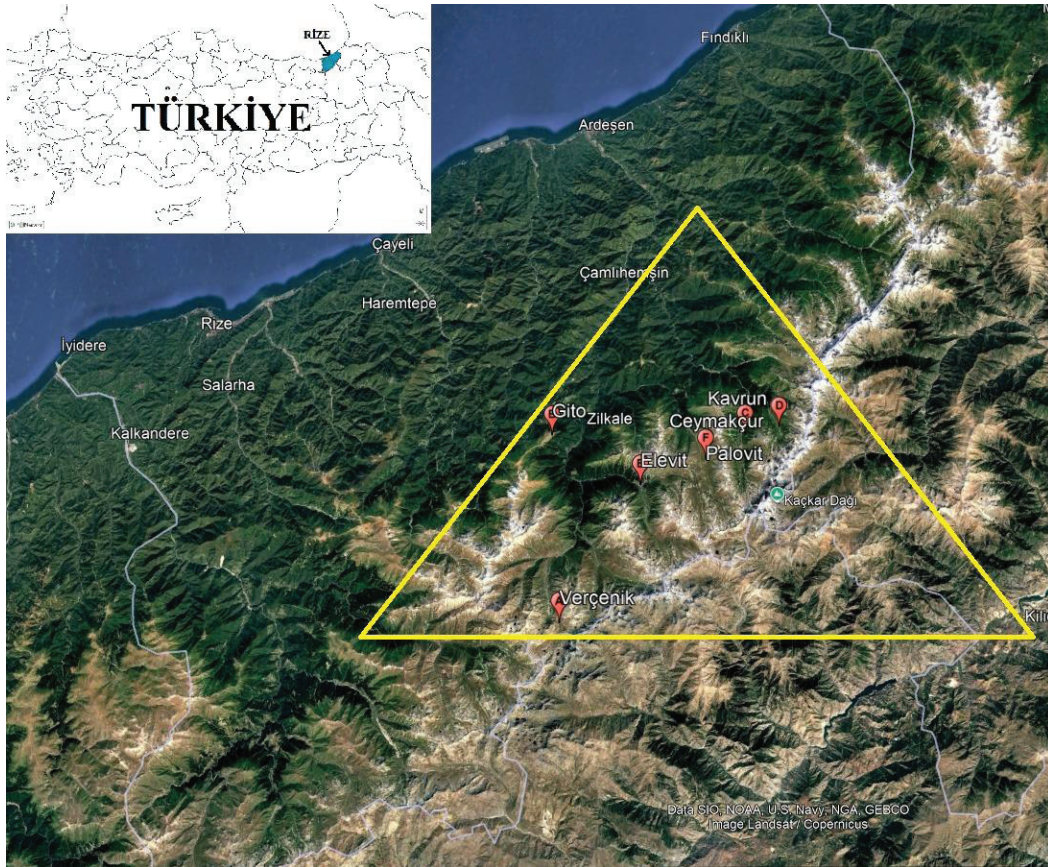 RİZE
TÜRKİYE
Fındıklı
Ardeşen
Çayeli
Çamlıhemşin
Haremtepe
Rize
İyidere
Salarha
Kavrun
C
D
Gito
Zilkale
Ceymakçur
Kalkandere
F
Palovit
Elevit
Kaçkar Dağı
Verçenik
A
Data SIO, NOAA, U.S. Navy, NGA, GEBCO
Image Landsat / Copernicus